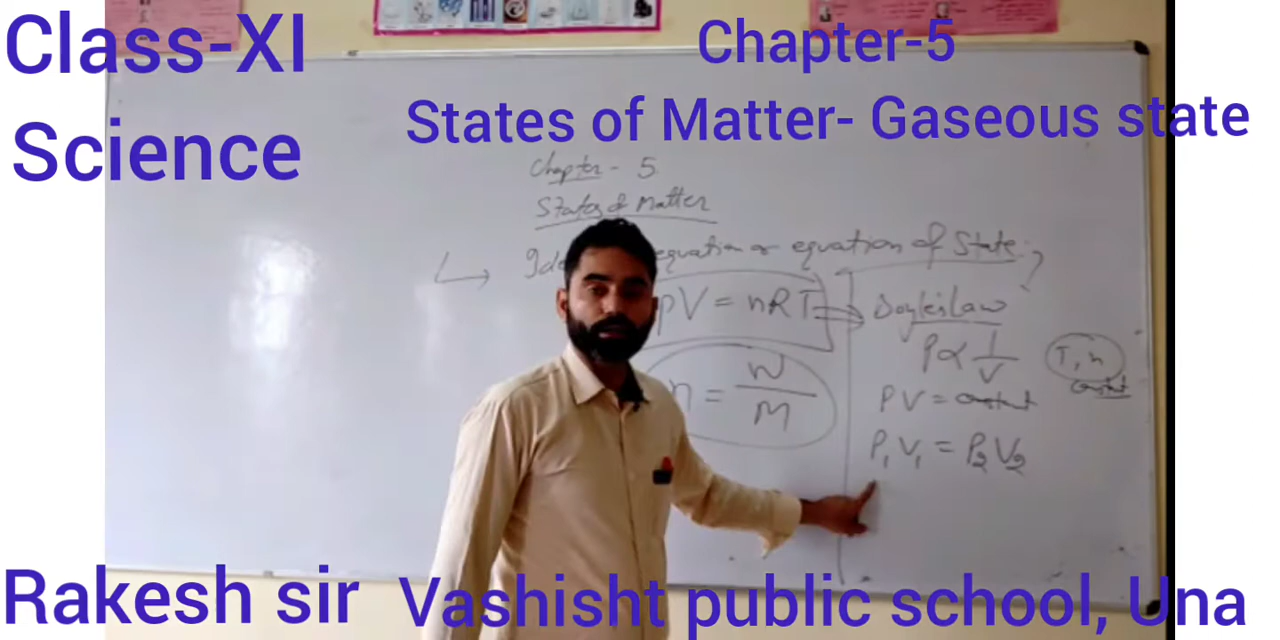 Class-XI
Science
Chapter-5
States of Matter- Gaseous state
Chapter - 5
States of Matter
equation or equation of State
PV = nRT
Boyle's Law
P ∝ 1/V
T, n
constant
n = W/M
PV = constant
P₁V₁ = P₂V₂
Rakesh sir
Vashisht public school, Una